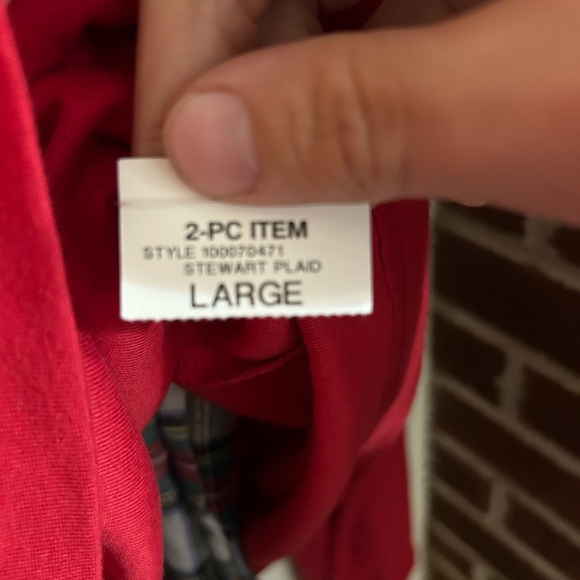 2-PC ITEM
STYLE 100070471
STEWART PLAID
LARGE